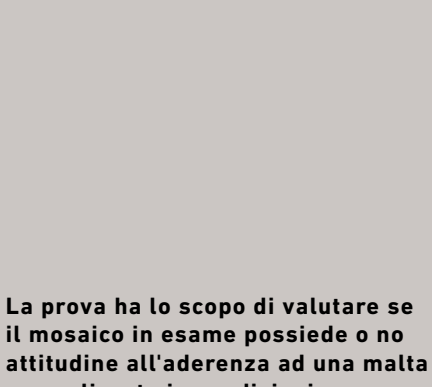 La prova ha lo scopo di valutare se
il mosaico in esame possiede o no
attitudine all'aderenza ad una malta